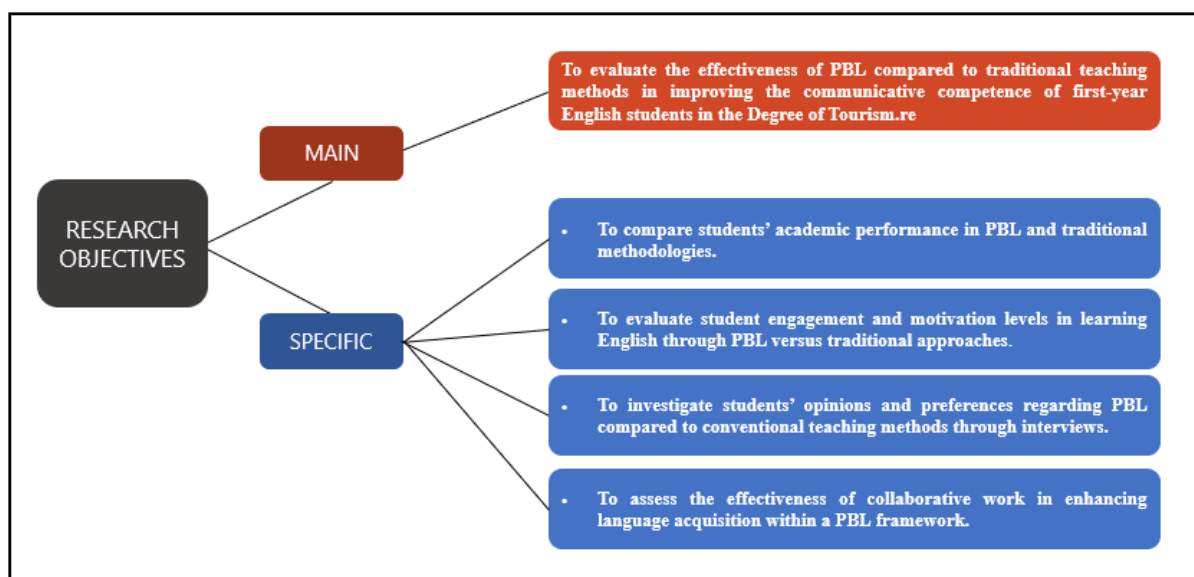 To evaluate the effectiveness of PBL compared to traditional teaching
methods in improving the communicative competence of first-year
English students in the Degree of Tourism.re
MAIN
RESEARCH
OBJECTIVES
• To compare students’ academic performance in PBL and traditional
methodologies.
• To evaluate student engagement and motivation levels in learning
English through PBL versus traditional approaches.
SPECIFIC
• To investigate students’ opinions and preferences regarding PBL
compared to conventional teaching methods through interviews.
• To assess the effectiveness of collaborative work in enhancing
language acquisition within a PBL framework.